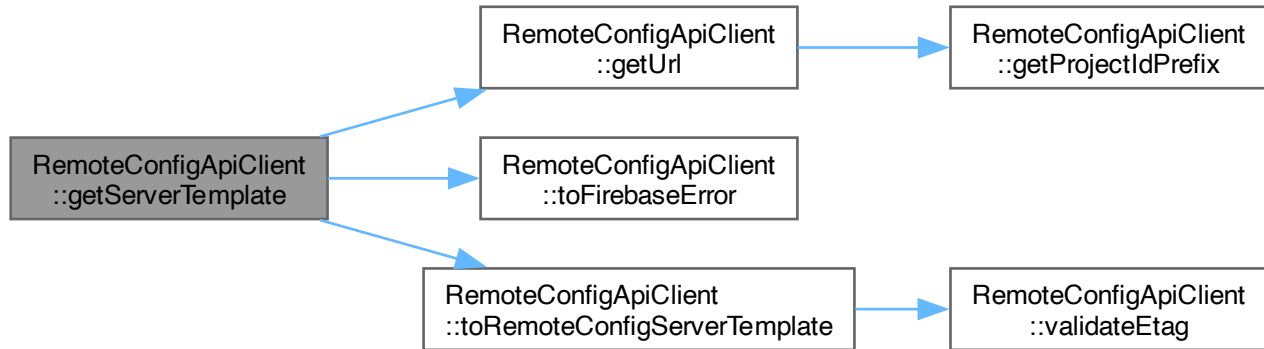 RemoteConfigApiClient
::getServerTemplate
RemoteConfigApiClient
::getUrl
RemoteConfigApiClient
::getProjectIdPrefix
RemoteConfigApiClient
::toFirebaseError
RemoteConfigApiClient
::toRemoteConfigServerTemplate
RemoteConfigApiClient
::validateEtag